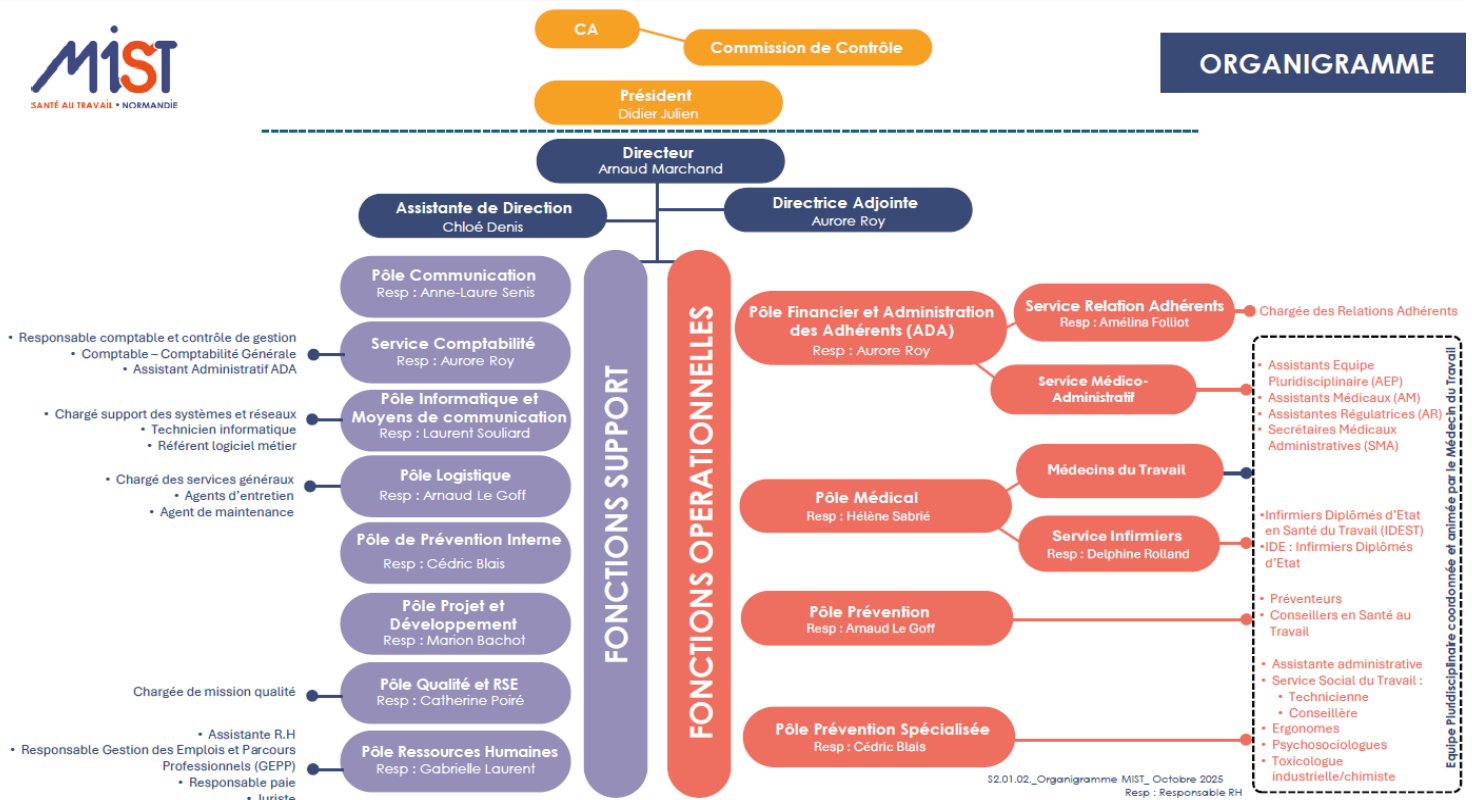 MiST
SANTÉ AU TRAVAIL • NORMANDIE
CA
Commission de Contrôle
ORGANIGRAMME
Président
Didier Julien
Directeur
Arnaud Marchand
Assistante de Direction
Chloé Denis
Directrice Adjointe
Aurore Roy
FONCTIONS SUPPORT
Pôle Communication
Resp : Anne-Laure Senis
Service Comptabilité
Resp : Aurore Roy
• Responsable comptable et contrôle de gestion
• Comptable – Comptabilité Générale
• Assistant Administratif ADA
Pôle Informatique et
Moyens de communication
Resp : Laurent Souliard
• Chargé support des systèmes et réseaux
• Technicien informatique
• Référent logiciel métier
Pôle Logistique
Resp : Arnaud Le Goff
• Chargé des services généraux
• Agents d'entretien
• Agent de maintenance
Pôle de Prévention Interne
Resp : Cédric Blais
Pôle Projet et
Développement
Resp : Marion Bachot
Pôle Qualité et RSE
Resp : Catherine Poiré
Chargée de mission qualité
Pôle Ressources Humaines
Resp : Gabrielle Laurent
• Assistante R.H
• Responsable Gestion des Emplois et Parcours
Professionnels (GEPP)
• Responsable paie
• Juriste
FONCTIONS OPERATIONNELLES
Pôle Financier et Administration
des Adhérents (ADA)
Resp : Aurore Roy
Service Relation Adhérents
Resp : Amélina Folliot
Chargée des Relations Adhérents
Service Médico-
Administratif
• Assistants Equipe
Pluridisciplinaire (AEP)
• Assistants Médicaux (AM)
• Assistantes Régulatrices (AR)
• Secrétaires Médicaux
Administratives (SMA)
Pôle Médical
Resp : Hélène Sabrié
Médecins du Travail
Service Infirmiers
Resp : Delphine Rolland
•Infirmiers Diplômés d'Etat
en Santé du Travail (IDEST)
•IDE : Infirmiers Diplômés
d'Etat
Pôle Prévention
Resp : Arnaud Le Goff
• Préventeurs
• Conseillers en Santé au
Travail
Pôle Prévention Spécialisée
Resp : Cédric Blais
• Assistante administrative
• Service Social du Travail :
• Technicienne
• Conseillère
• Ergonomes
• Psychosociologues
• Toxicologue
industrielle/chimiste
Equipe Pluridisciplinaire coordonnée et animée par le Médecin du Travail
S2.01.02._Organigramme MIST_ Octobre 2025
Resp : Responsable RH